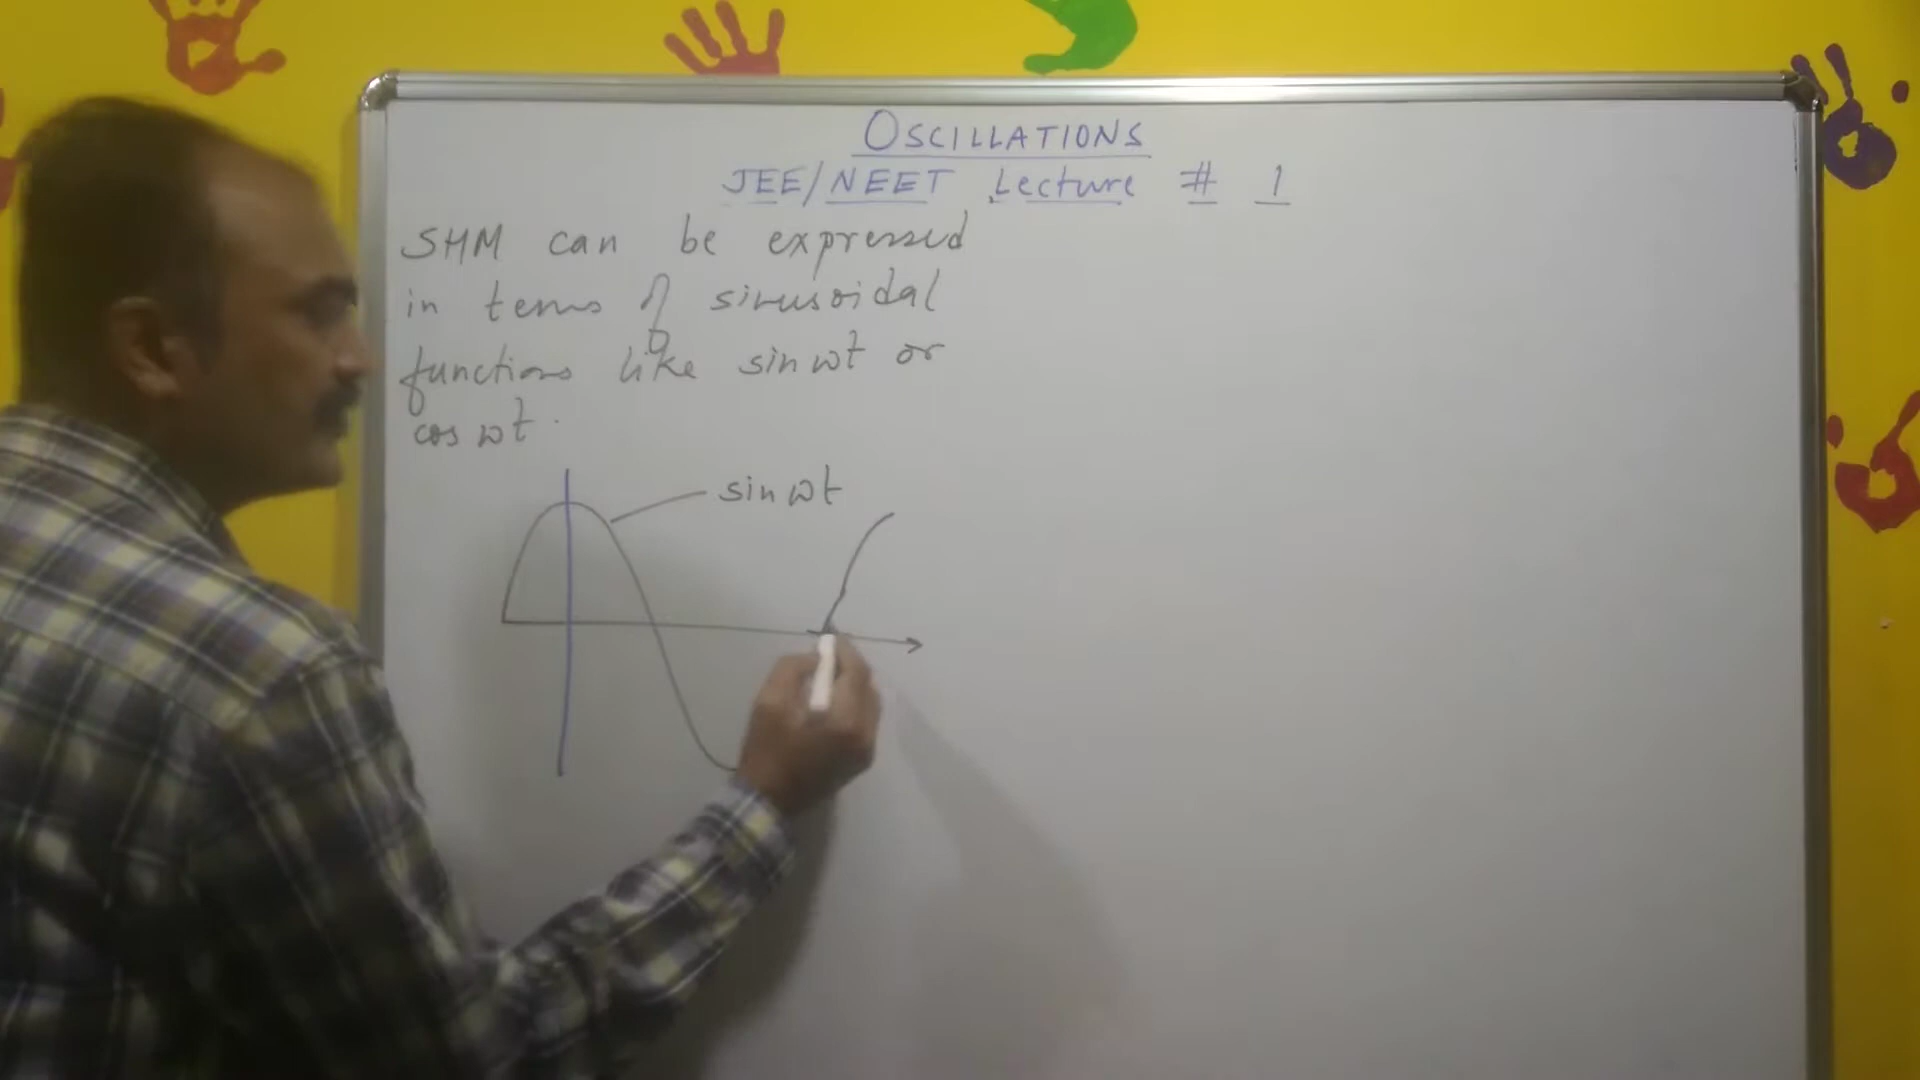 OSCILLATIONS
JEE/NEET Lecture # 1
SHM can be expressed
in terms of sinusoidal
functions like sin ωt or
cos ωt.
sin ωt